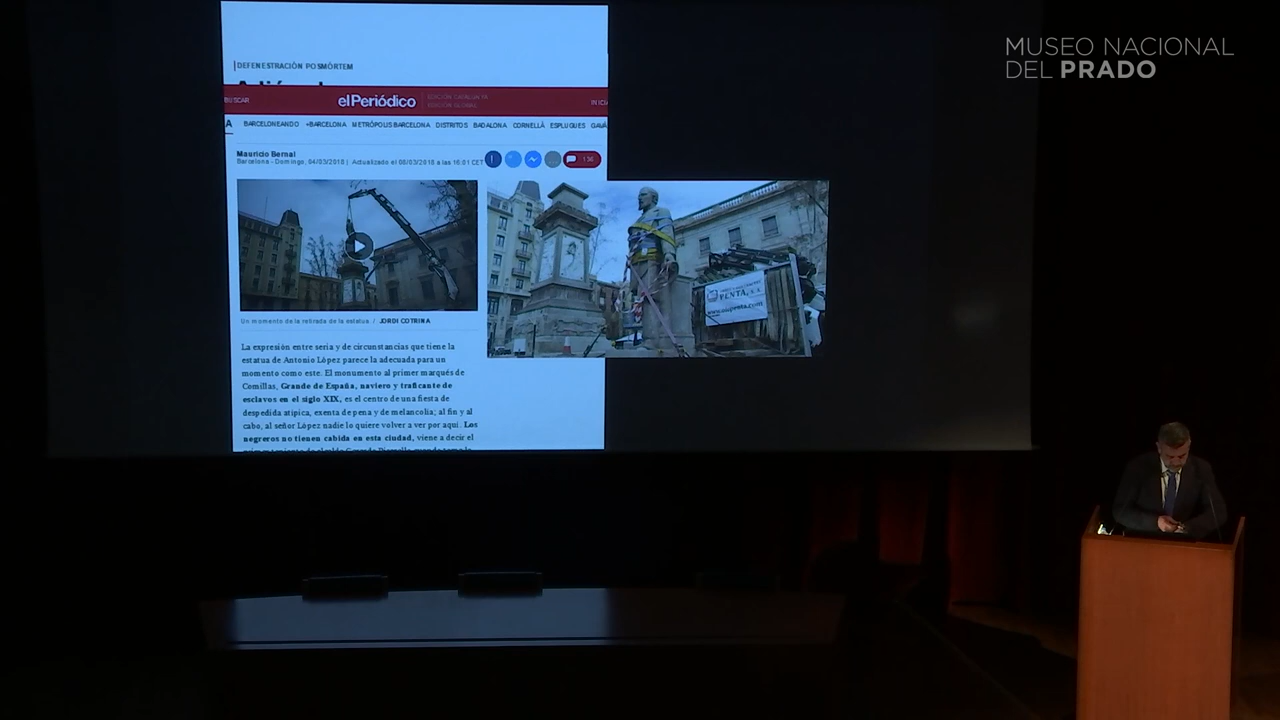 MUSEO NACIONAL
DEL PRADO
DEFENESTRACIÓN POSMÓRTEM
BUSCAR
elPeriódico
EDICIÓN CATALUNYA
EDICIÓN GLOBAL
INICI
A BARCELONEANDO +BARCELONA METRÓPOLIS BARCELONA DISTRITOS BADALONA CORNELLÀ ESPLUGUES GAVÀ
Mauricio Bernal
Barcelona - Domingo, 04/03/2018 | Actualizado el 08/03/2018 a las 16:01 CET
136
PENTA, S.A.
Un momento de la retirada de la estatua. / JORDI COTRINA
La expresión entre seria y de circunstancias que tiene la
estatua de Antonio López parece la adecuada para un
momento como este. El monumento al primer marqués de
Comillas, Grande de España, naviero y traficante de
esclavos en el siglo XIX, es el centro de una fiesta de
despedida atípica, exenta de pena y de melancolía; al fin y al
cabo, al señor López nadie lo quiere volver a ver por aquí. Los
negreros no tienen cabida en esta ciudad, viene a decir el